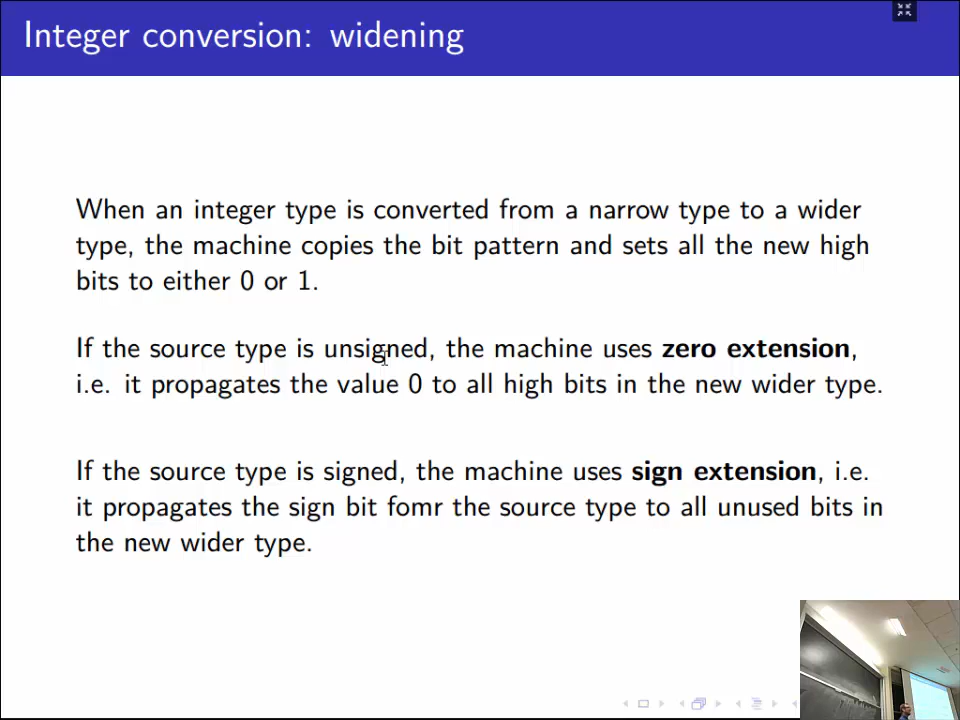 Integer conversion: widening
When an integer type is converted from a narrow type to a wider
type, the machine copies the bit pattern and sets all the new high
bits to either 0 or 1.
If the source type is unsigned, the machine uses zero extension,
i.e. it propagates the value 0 to all high bits in the new wider type.
If the source type is signed, the machine uses sign extension, i.e.
it propagates the sign bit fomr the source type to all unused bits in
the new wider type.